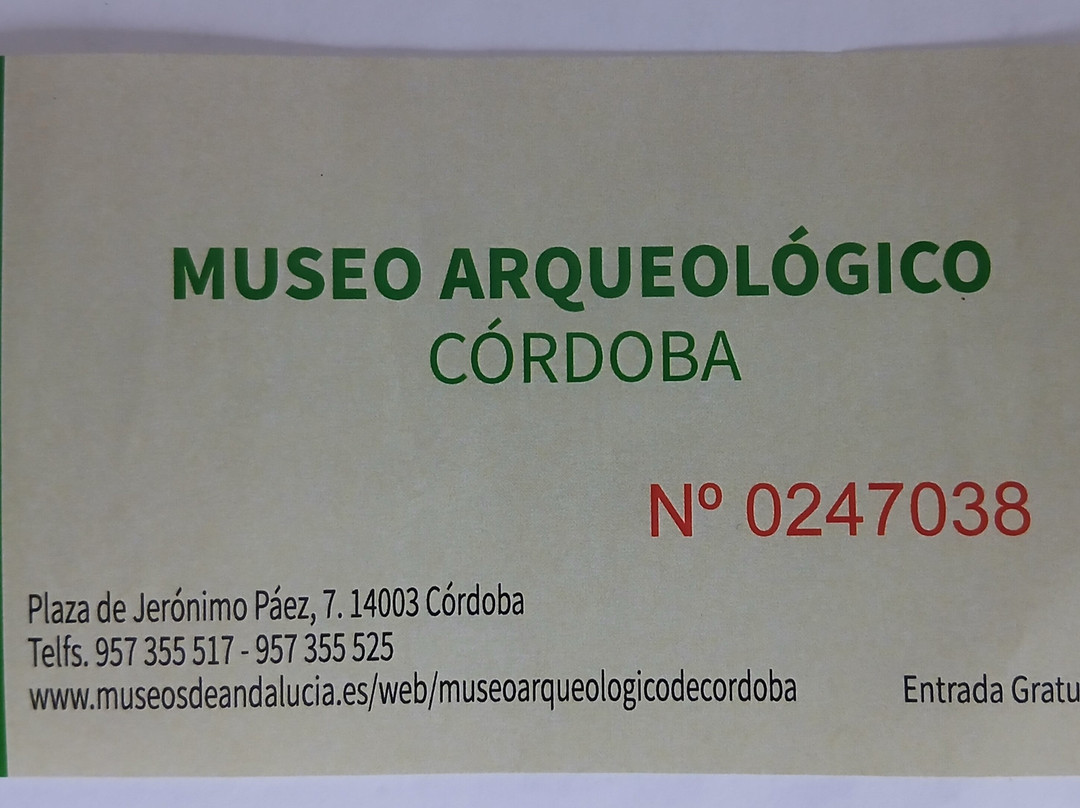 MUSEO ARQUEOLÓGICO
CÓRDOBA
Nº 0247038
Plaza de Jerónimo Páez, 7. 14003 Córdoba
Telfs. 957 355 517 - 957 355 525
www.museosdeandalucia.es/web/museoarqueologicodecordoba
Entrada Gratu